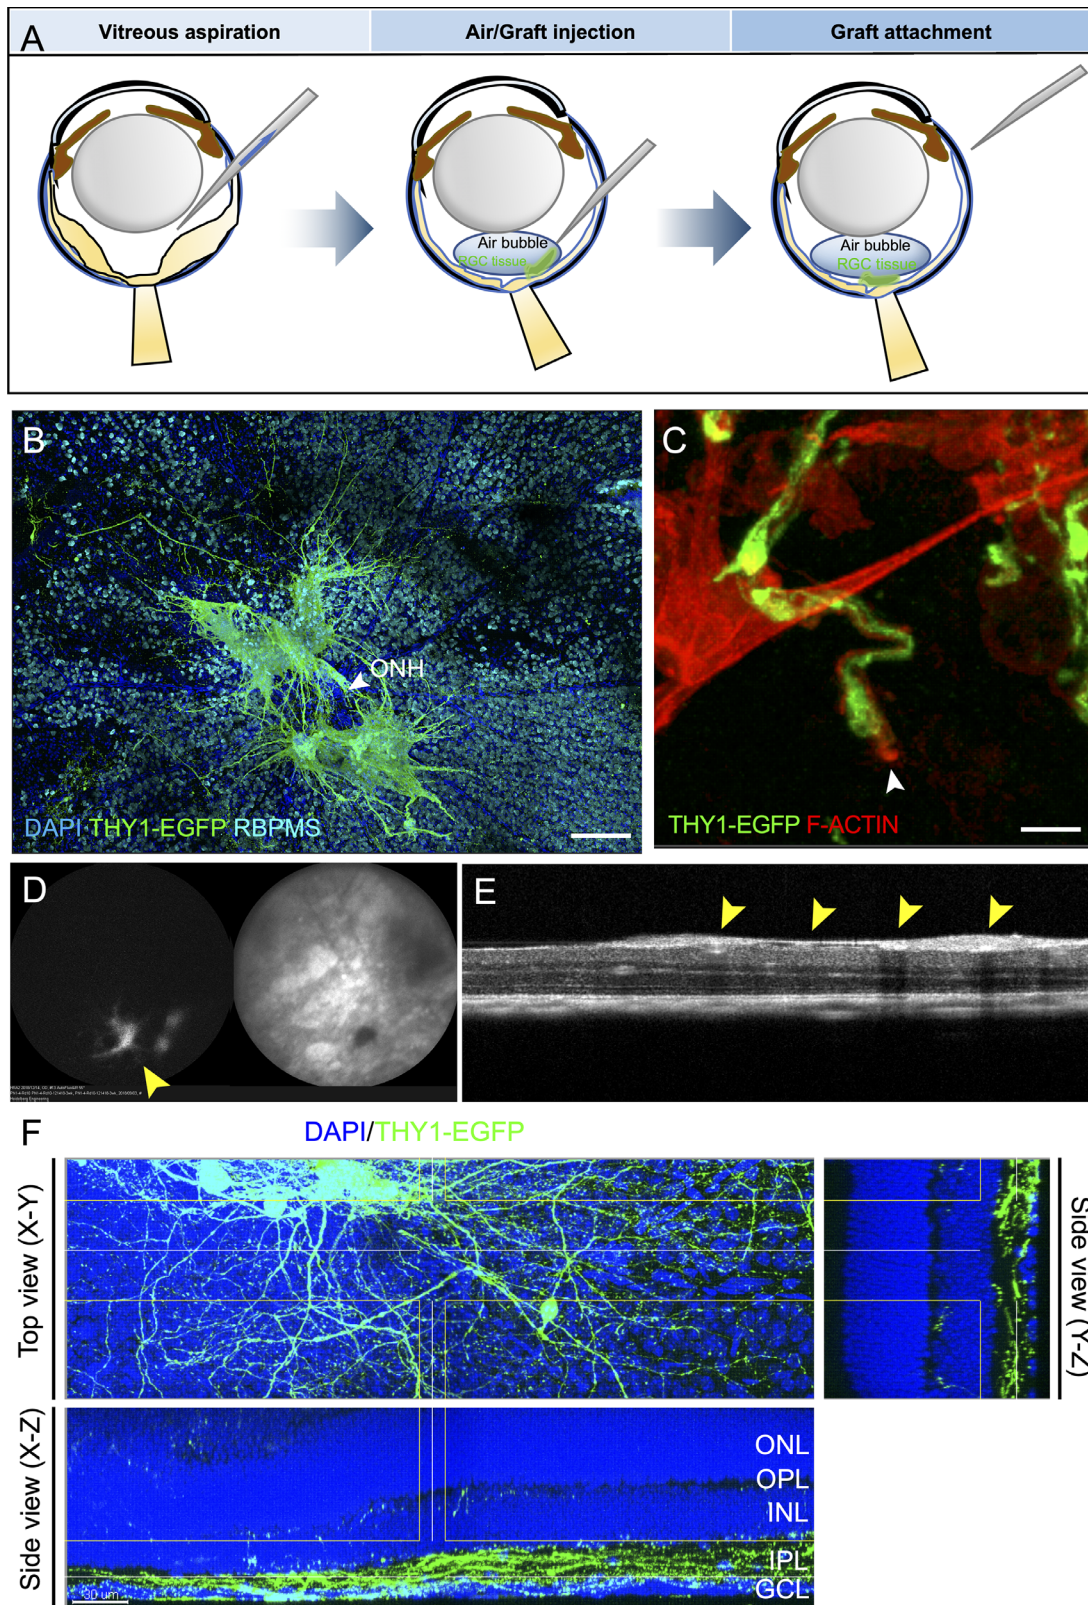 A
Vitreous aspiration
Air/Graft injection
Graft attachment
Air bubble
RGC tissue
Air bubble
RGC tissue
B
ONH
DAPI THY1-EGFP RBPMS
C
THY1-EGFP F-ACTIN
D
Heidelberg Engineering
E
F
DAPI/THY1-EGFP
Top view (X-Y)
Side view (Y-Z)
Side view (X-Z)
ONL
OPL
INL
IPL
GCL
30 um